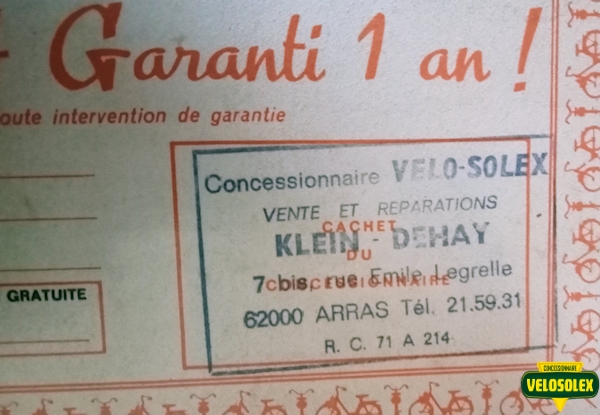 Garanti 1 an !
oute intervention de garantie
Concessionnaire VELO-SOLEX
VENTE ET REPARATIONS
CACHET
KLEIN - DEHAY
DU
7 bis, rue Emile Legrelle
CONCESSIONNAIRE
62000 ARRAS Tél. 21.59.31
R. C. 71 A 214
GRATUITE
CONCESSIONNAIRE
VELOSOLEX